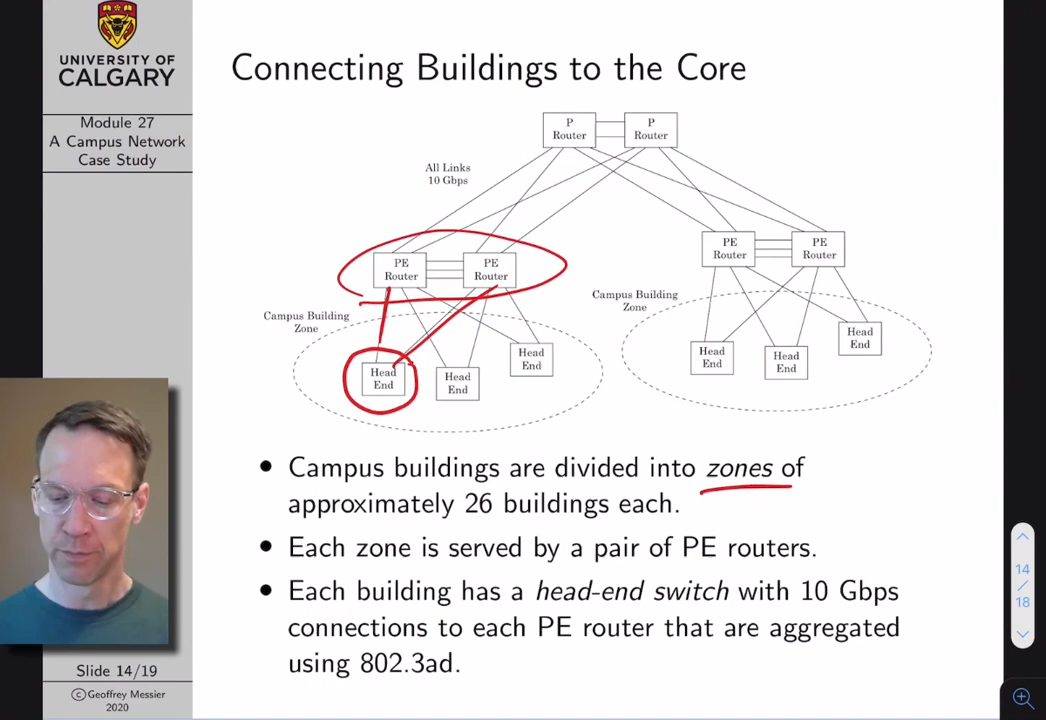 UNIVERSITY OF
CALGARY
Module 27
A Campus Network
Case Study
Connecting Buildings to the Core
P
Router
P
Router
All Links
10 Gbps
PE
Router
PE
Router
PE
Router
PE
Router
Campus Building
Zone
Campus Building
Zone
Head
End
Head
End
Head
End
Head
End
Head
End
Head
End
• Campus buildings are divided into zones of
approximately 26 buildings each.
• Each zone is served by a pair of PE routers.
• Each building has a head-end switch with 10 Gbps
connections to each PE router that are aggregated
using 802.3ad.
Slide 14/19
©Geoffrey Messier
2020
14
/
18